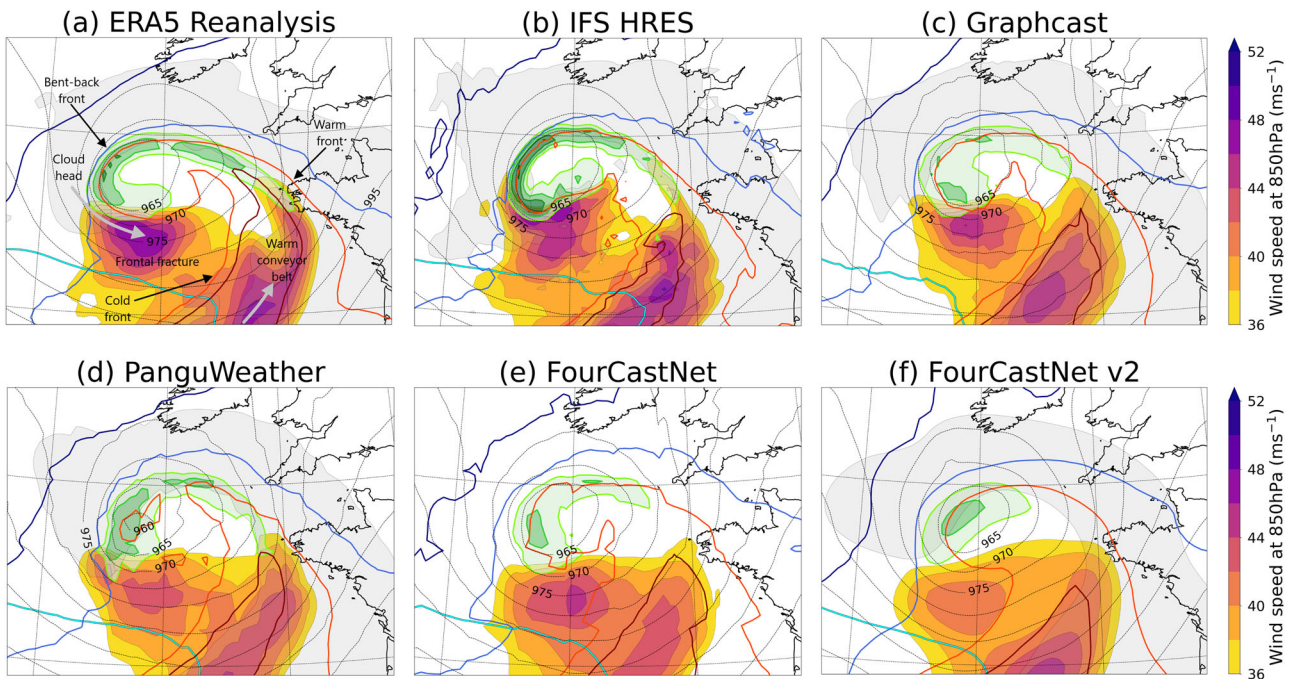 (a) ERA5 Reanalysis
Bent-back
front
Cloud
head
Warm
front
995
965
970
975
Frontal fracture
Warm
conveyor
belt
Cold
front
(b) IFS HRES
965
970
975
(c) Graphcast
965
970
975
52
48
44
40
36
Wind speed at 850hPa (ms⁻¹)
(d) PanguWeather
960
975
965
970
(e) FourCastNet
965
970
975
(f) FourCastNet v2
965
970
975
52
48
44
40
36
Wind speed at 850hPa (ms⁻¹)